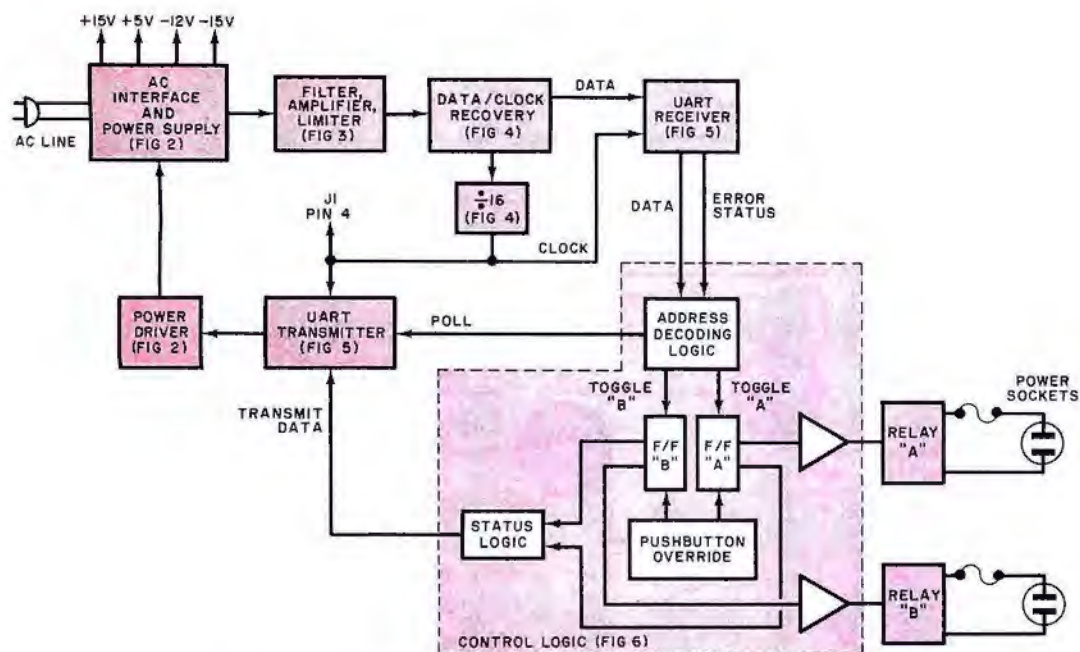 +15V +5V -12V -15V
AC
INTERFACE
AND
POWER SUPPLY
(FIG 2)
AC LINE
FILTER,
AMPLIFIER,
LIMITER
(FIG 3)
DATA/CLOCK
RECOVERY
(FIG 4)
DATA
UART
RECEIVER
(FIG 5)
÷16
(FIG 4)
J1
PIN 4
CLOCK
DATA
ERROR
STATUS
POWER
DRIVER
(FIG 2)
UART
TRANSMITTER
(FIG 5)
POLL
ADDRESS
DECODING
LOGIC
TRANSMIT
DATA
TOGGLE
"B"
TOGGLE
"A"
F/F
"B"
F/F
"A"
RELAY
"A"
POWER
SOCKETS
STATUS
LOGIC
PUSHBUTTON
OVERRIDE
RELAY
"B"
CONTROL LOGIC (FIG 6)